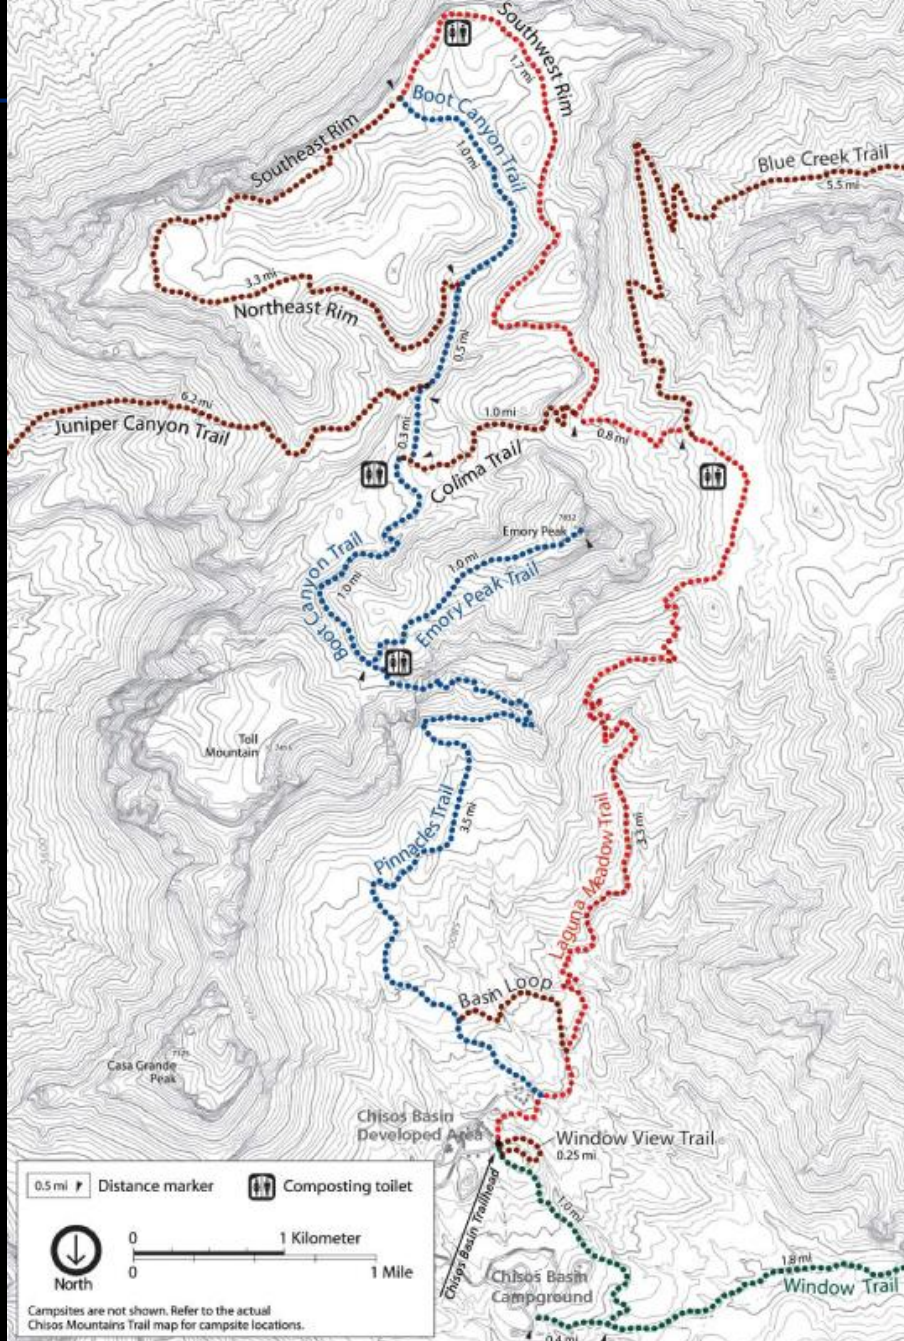 Southwest Rim
1.7 mi
Boot Canyon Trail
1.0 mi
Southeast Rim
Blue Creek Trail
5.5 mi
3.3 mi
Northeast Rim
0.5 mi
6.2 mi
Juniper Canyon Trail
0.3 mi
1.0 mi
Colima Trail
0.8 mi
7832
Emory Peak
1.0 mi
Emory Peak Trail
Boot Canyon Trail
1.0 mi
Toll
Mountain
Pinnacles Trail
3.5 mi
Laguna Meadow Trail
3.3 mi
Basin Loop
Casa Grande
Peak
7325
Chisos Basin
Developed Area
Window View Trail
0.25 mi
Chisos Basin Trailhead
1.0 mi
Chisos Basin
Campground
1.8 mi
Window Trail
0.4 mi
0.5 mi
Distance marker
Composting toilet
North
0 1 Kilometer
0 1 Mile
Campsites are not shown. Refer to the actual
Chisos Mountains Trail map for campsite locations.